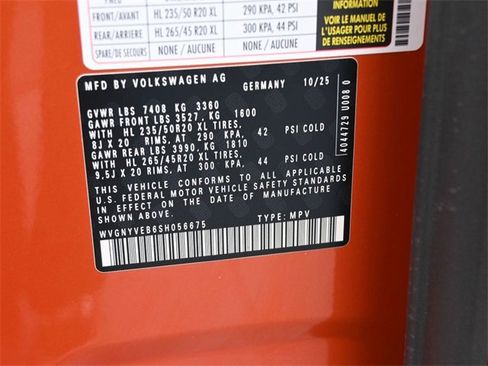 FRONT/AVANT HL 235/50 R20 XL 290 KPA, 42 PSI
REAR/ARRIERE HL 265/45 R20 XL 300 KPA, 44 PSI
SPARE/DE SECOURS NONE / AUCUNE NONE / AUCUNE
INFORMATION
VOIR LE MANUEL DE
L'USAGER POUR PLUS
DE RENSEIGNEMENTS
MFD BY VOLKSWAGEN AG
GERMANY 10/25
GVWR LBS 7408 KG 3360
GAWR FRONT LBS 3527, KG 1600
WITH HL 235/50R20 XL TIRES,
8J X 20 RIMS, AT 290 KPA, 42 PSI COLD
GAWR REAR LBS 3990, KG 1810
WITH HL 265/45R20 XL TIRES,
9.5J X 20 RIMS, AT 300 KPA, 44 PSI COLD
THIS VEHICLE CONFORMS TO ALL APPLICABLE
U.S. FEDERAL MOTOR VEHICLE SAFETY STANDARDS
IN EFFECT ON THE DATE OF MANUFACTURE
SHOWN ABOVE
WVGNYVEB6SH056675 TYPE: MPV
4044729 U008 0